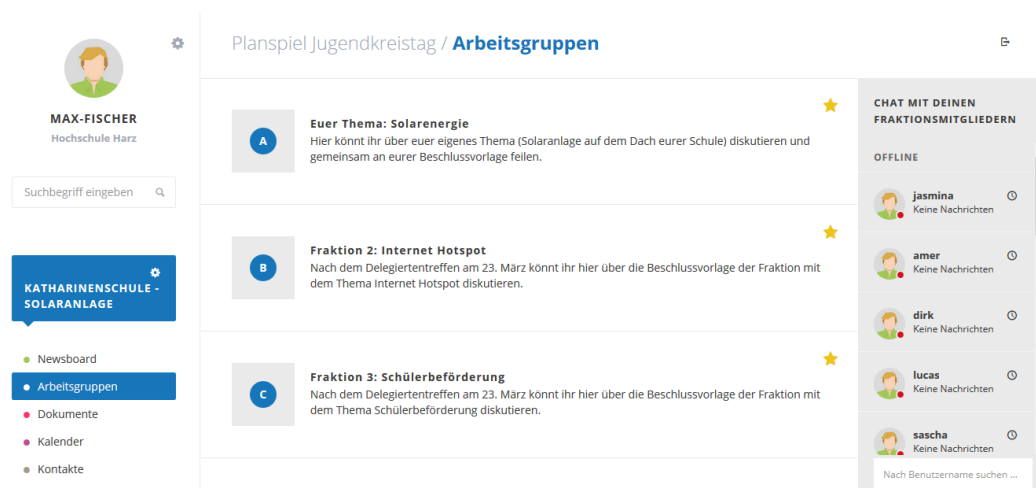 MAX-FISCHER
Hochschule Harz
Suchbegriff eingeben
KATHARINENSCHULE -
SOLARANLAGE
Newsboard
Arbeitsgruppen
Dokumente
Kalender
Kontakte
Planspiel Jugendkreistag / Arbeitsgruppen
A
Euer Thema: Solarenergie
Hier könnt ihr über euer eigenes Thema (Solaranlage auf dem Dach eurer Schule) diskutieren und
gemeinsam an eurer Beschlussvorlage feilen.
B
Fraktion 2: Internet Hotspot
Nach dem Delegiertentreffen am 23. März könnt ihr hier über die Beschlussvorlage der Fraktion mit
dem Thema Internet Hotspot diskutieren.
C
Fraktion 3: Schülerbeförderung
Nach dem Delegiertentreffen am 23. März könnt ihr hier über die Beschlussvorlage der Fraktion mit
dem Thema Schülerbeförderung diskutieren.
CHAT MIT DEINEN
FRAKTIONSMITGLIEDERN
OFFLINE
jasmina
Keine Nachrichten
amer
Keine Nachrichten
dirk
Keine Nachrichten
lucas
Keine Nachrichten
sascha
Keine Nachrichten
Nach Benutzername suchen ...